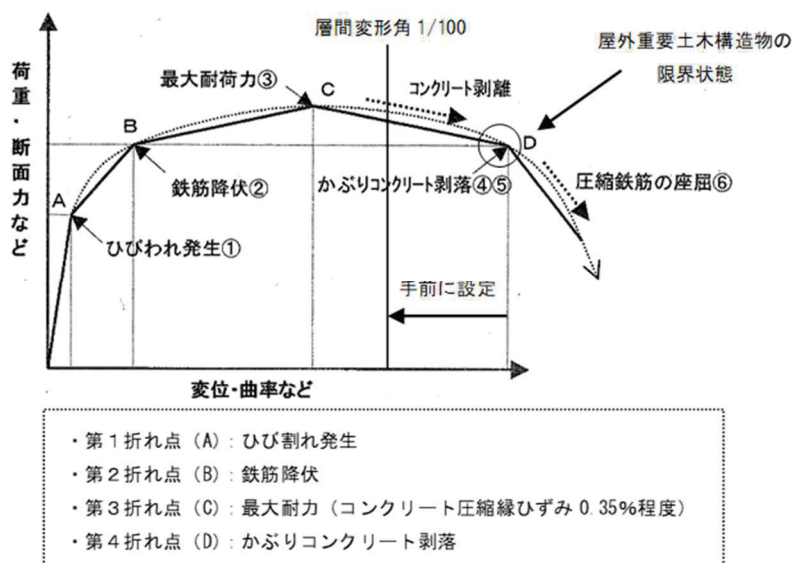 層間変形角 1/100
屋外重要土木構造物の
限界状態
荷重・断面力など
最大耐荷力③
C
コンクリート剥離
B
D
鉄筋降伏②
かぶりコンクリート剥落④⑤
圧縮鉄筋の座屈⑥
A
ひびわれ発生①
手前に設定
変位・曲率など
・第1折れ点（A）：ひび割れ発生
・第2折れ点（B）：鉄筋降伏
・第3折れ点（C）：最大耐力（コンクリート圧縮縁ひずみ 0.35%程度）
・第4折れ点（D）：かぶりコンクリート剥落